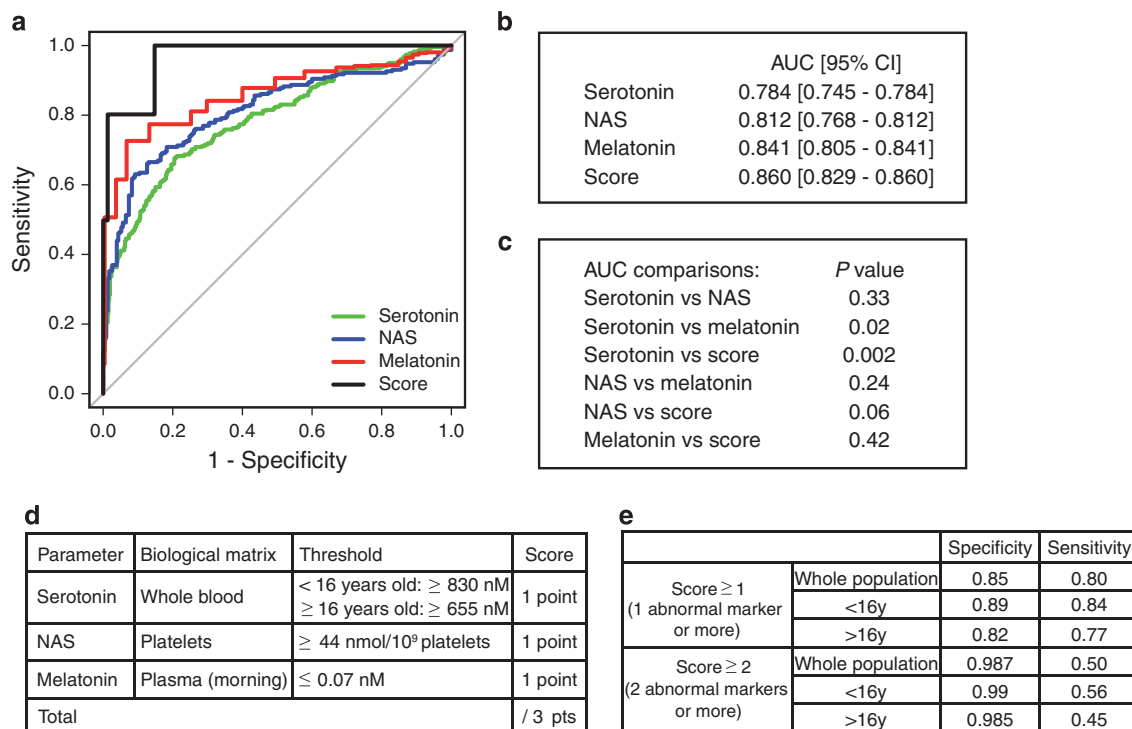 a
1.0
0.8
0.6
0.4
0.2
0.0
Sensitivity
Serotonin
NAS
Melatonin
Score
0.0 0.2 0.4 0.6 0.8 1.0
1 - Specificity
b
AUC [95% CI]
Serotonin 0.784 [0.745 - 0.784]
NAS 0.812 [0.768 - 0.812]
Melatonin 0.841 [0.805 - 0.841]
Score 0.860 [0.829 - 0.860]
c
AUC comparisons: P value
Serotonin vs NAS 0.33
Serotonin vs melatonin 0.02
Serotonin vs score 0.002
NAS vs melatonin 0.24
NAS vs score 0.06
Melatonin vs score 0.42
d
Parameter Biological matrix Threshold Score
Serotonin Whole blood < 16 years old: ≥ 830 nM 1 point
≥ 16 years old: ≥ 655 nM
NAS Platelets ≥ 44 nmol/10⁹ platelets 1 point
Melatonin Plasma (morning) ≤ 0.07 nM 1 point
Total / 3 pts
e
Specificity Sensitivity
Score ≥ 1 Whole population 0.85 0.80
(1 abnormal marker <16y 0.89 0.84
or more) >16y 0.82 0.77
Score ≥ 2 Whole population 0.987 0.50
(2 abnormal markers <16y 0.99 0.56
or more) >16y 0.985 0.45